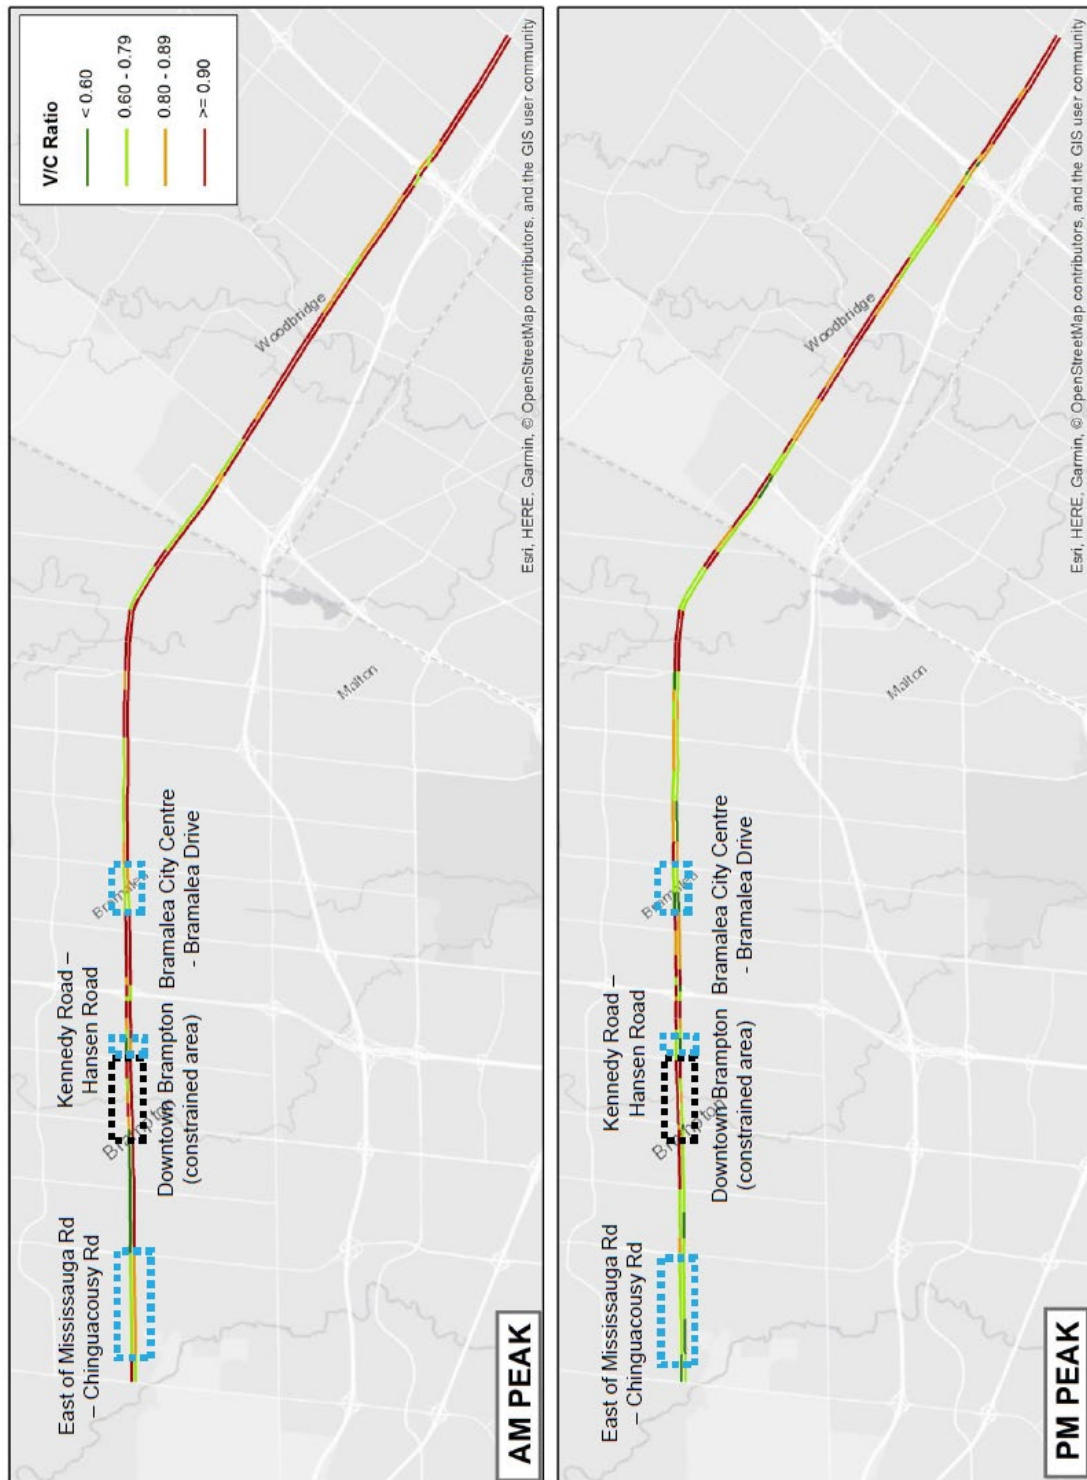 V/C Ratio
< 0.60
0.60 - 0.79
0.80 - 0.89
>= 0.90
East of Mississauga Rd
– Chinguacousy Rd
Kennedy Road –
Hansen Road
Brampton
Downtown Brampton
(constrained area)
Bramalea
Bramalea City Centre
- Bramalea Drive
Malton
Woodbridge
AM PEAK
Esri, HERE, Garmin, © OpenStreetMap contributors, and the GIS user community
East of Mississauga Rd
– Chinguacousy Rd
Kennedy Road –
Hansen Road
Brampton
Downtown Brampton
(constrained area)
Bramalea
Bramalea City Centre
- Bramalea Drive
Malton
Woodbridge
PM PEAK
Esri, HERE, Garmin, © OpenStreetMap contributors, and the GIS user community